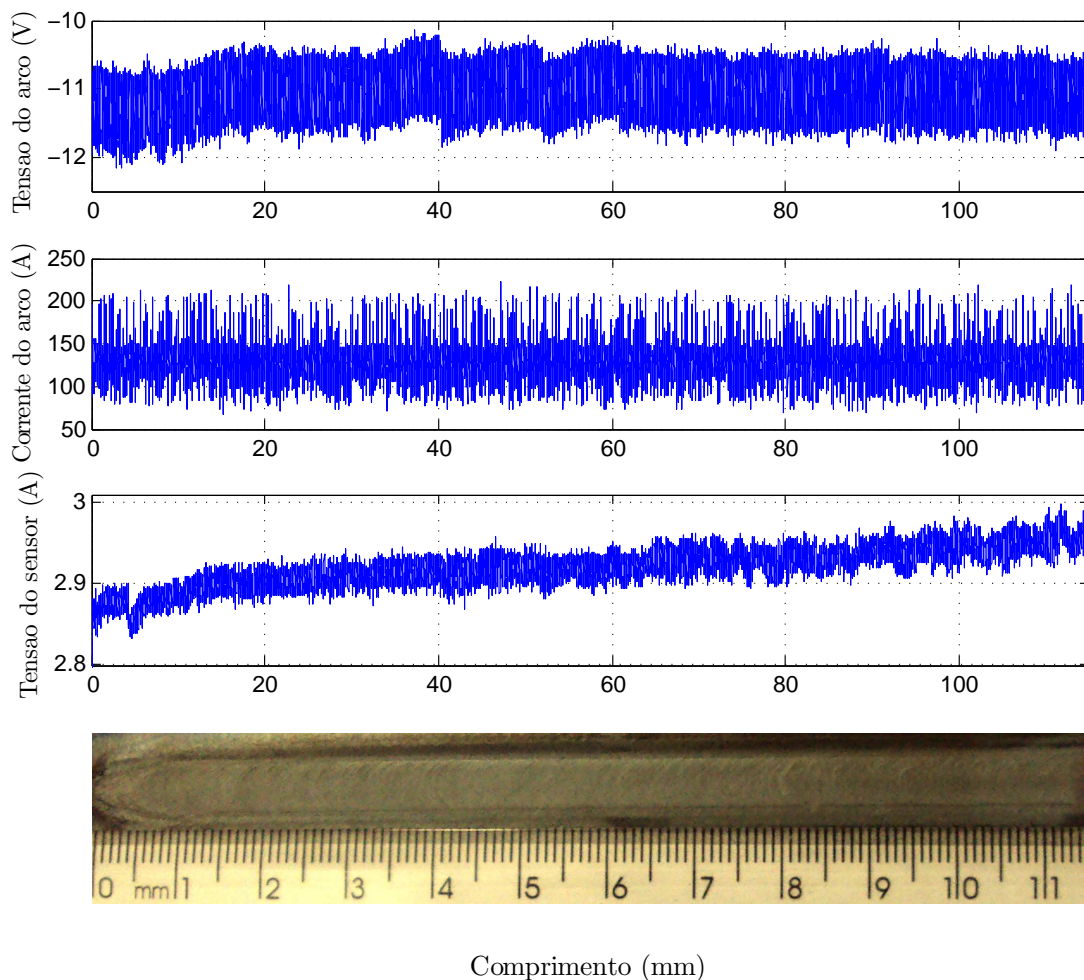 Tensao do arco (V)
−10
−11
−12
0 20 40 60 80 100
Corrente do arco (A)
250
200
150
100
50
0 20 40 60 80 100
Tensao do sensor (A)
3
2.9
2.8
0 20 40 60 80 100
0 mm 1 2 3 4 5 6 7 8 9 10 11
Comprimento (mm)